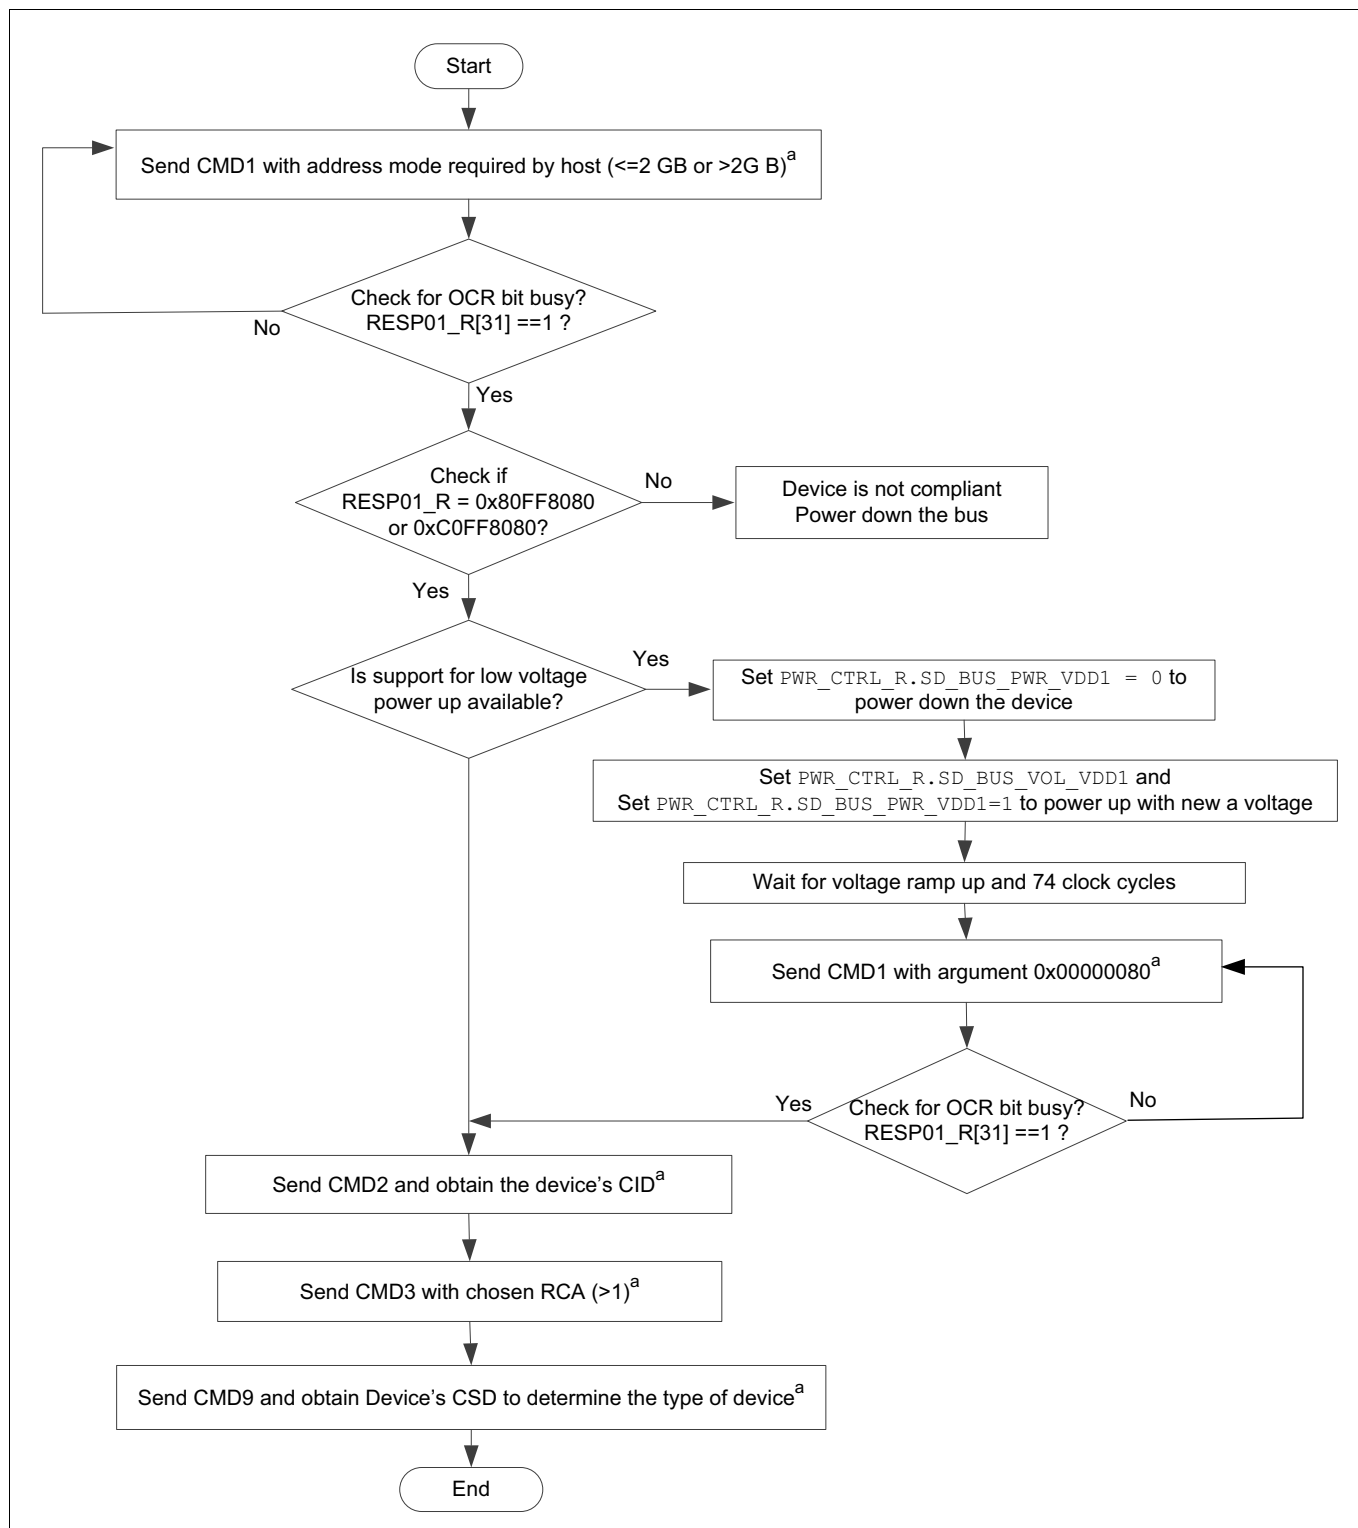 Start
Send CMD1 with address mode required by host (<=2 GB or >2G B)a
Check for OCR bit busy?
RESP01_R[31] ==1 ?
No
Yes
Check if
RESP01_R = 0x80FF8080
or 0xC0FF8080?
No
Device is not compliant
Power down the bus
Yes
Is support for low voltage
power up available?
Yes
Set PWR_CTRL_R.SD_BUS_PWR_VDD1 = 0 to
power down the device
Set PWR_CTRL_R.SD_BUS_VOL_VDD1 and
Set PWR_CTRL_R.SD_BUS_PWR_VDD1=1 to power up with new a voltage
Wait for voltage ramp up and 74 clock cycles
Send CMD1 with argument 0x00000080a
Yes
Check for OCR bit busy?
RESP01_R[31] ==1 ?
No
Send CMD2 and obtain the device’s CIDa
Send CMD3 with chosen RCA (>1)a
Send CMD9 and obtain Device’s CSD to determine the type of devicea
End